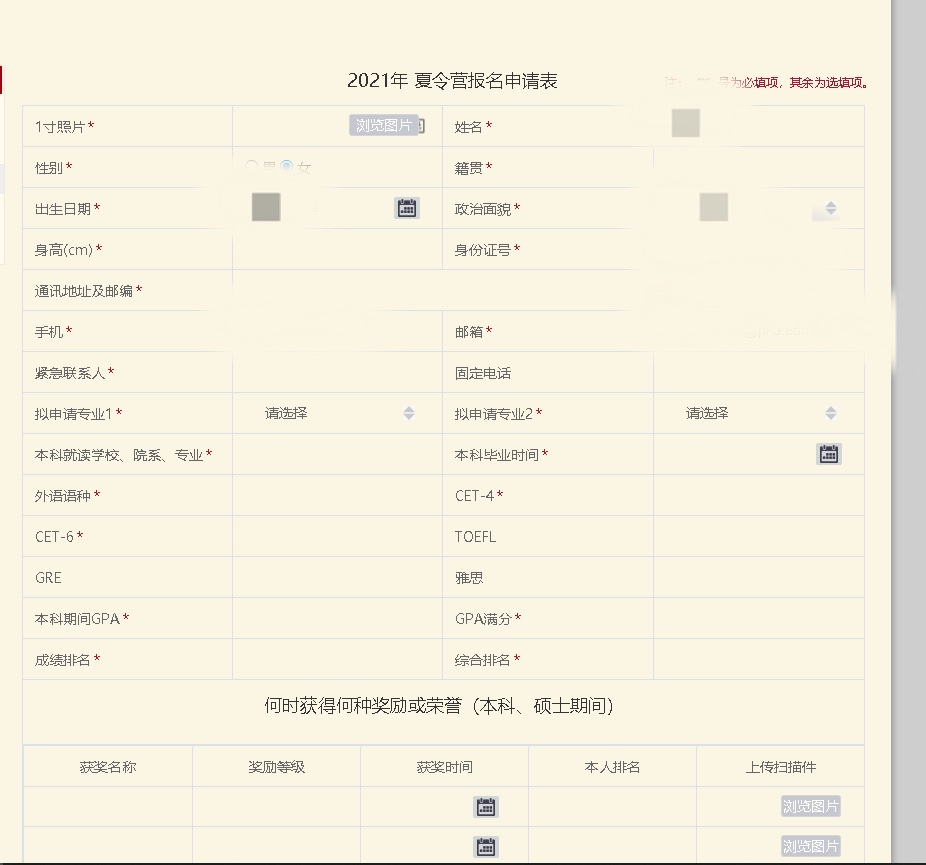 2021年 夏令营报名申请表
号为必填项，其余为选填项。
1寸照片* 浏览图片 姓名*
性别* 男 女 籍贯*
出生日期* 政治面貌*
身高(cm)* 身份证号*
通讯地址及邮编*
手机* 邮箱*
紧急联系人* 固定电话
拟申请专业1* 请选择 拟申请专业2* 请选择
本科就读学校、院系、专业* 本科毕业时间*
外语语种* CET-4*
CET-6* TOEFL
GRE 雅思
本科期间GPA* GPA满分*
成绩排名* 综合排名*
何时获得何种奖励或荣誉（本科、硕士期间）
获奖名称 奖励等级 获奖时间 本人排名 上传扫描件
浏览图片
浏览图片